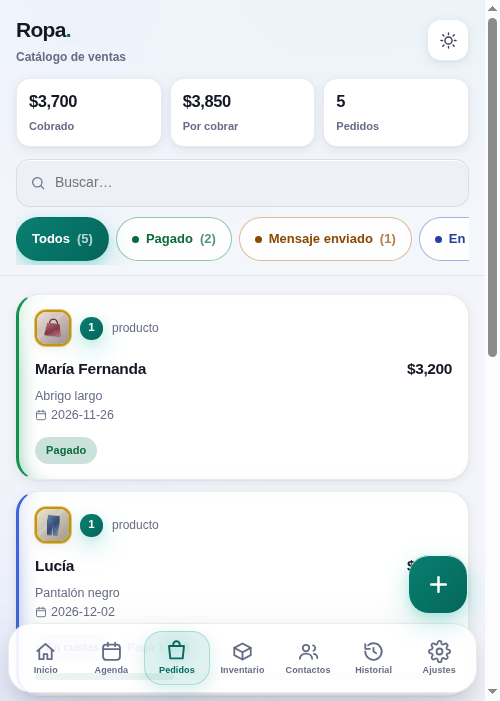 Ropa.
Catálogo de ventas
$3,700
Cobrado
$3,850
Por cobrar
5
Pedidos
Buscar…
Todos (5)
Pagado (2)
Mensaje enviado (1)
En
1 producto
María Fernanda
$3,200
Abrigo largo
2026-11-26
Pagado
1 producto
Lucía
Pantalón negro
2026-12-02
Inicio
Agenda
Pedidos
Inventario
Contactos
Historial
Ajustes